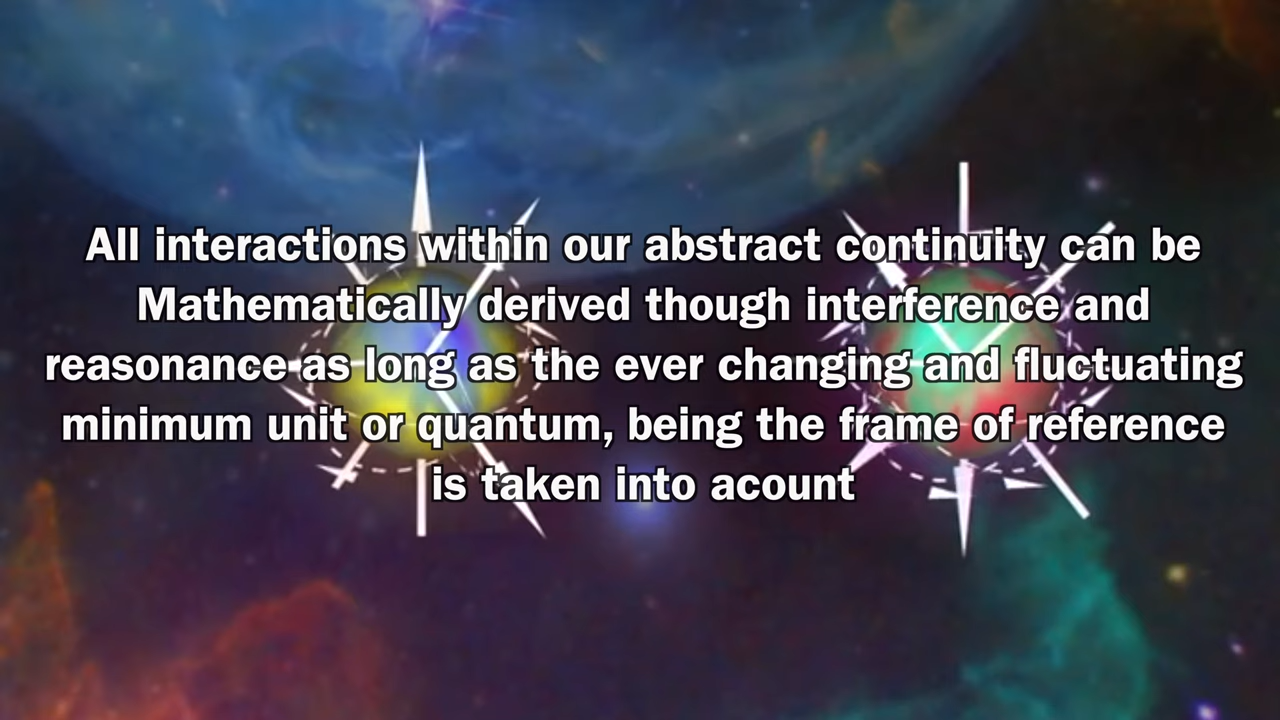 All interactions within our abstract continuity can be
Mathematically derived though interference and
reasonance as long as the ever changing and fluctuating
minimum unit or quantum, being the frame of reference
is taken into acount